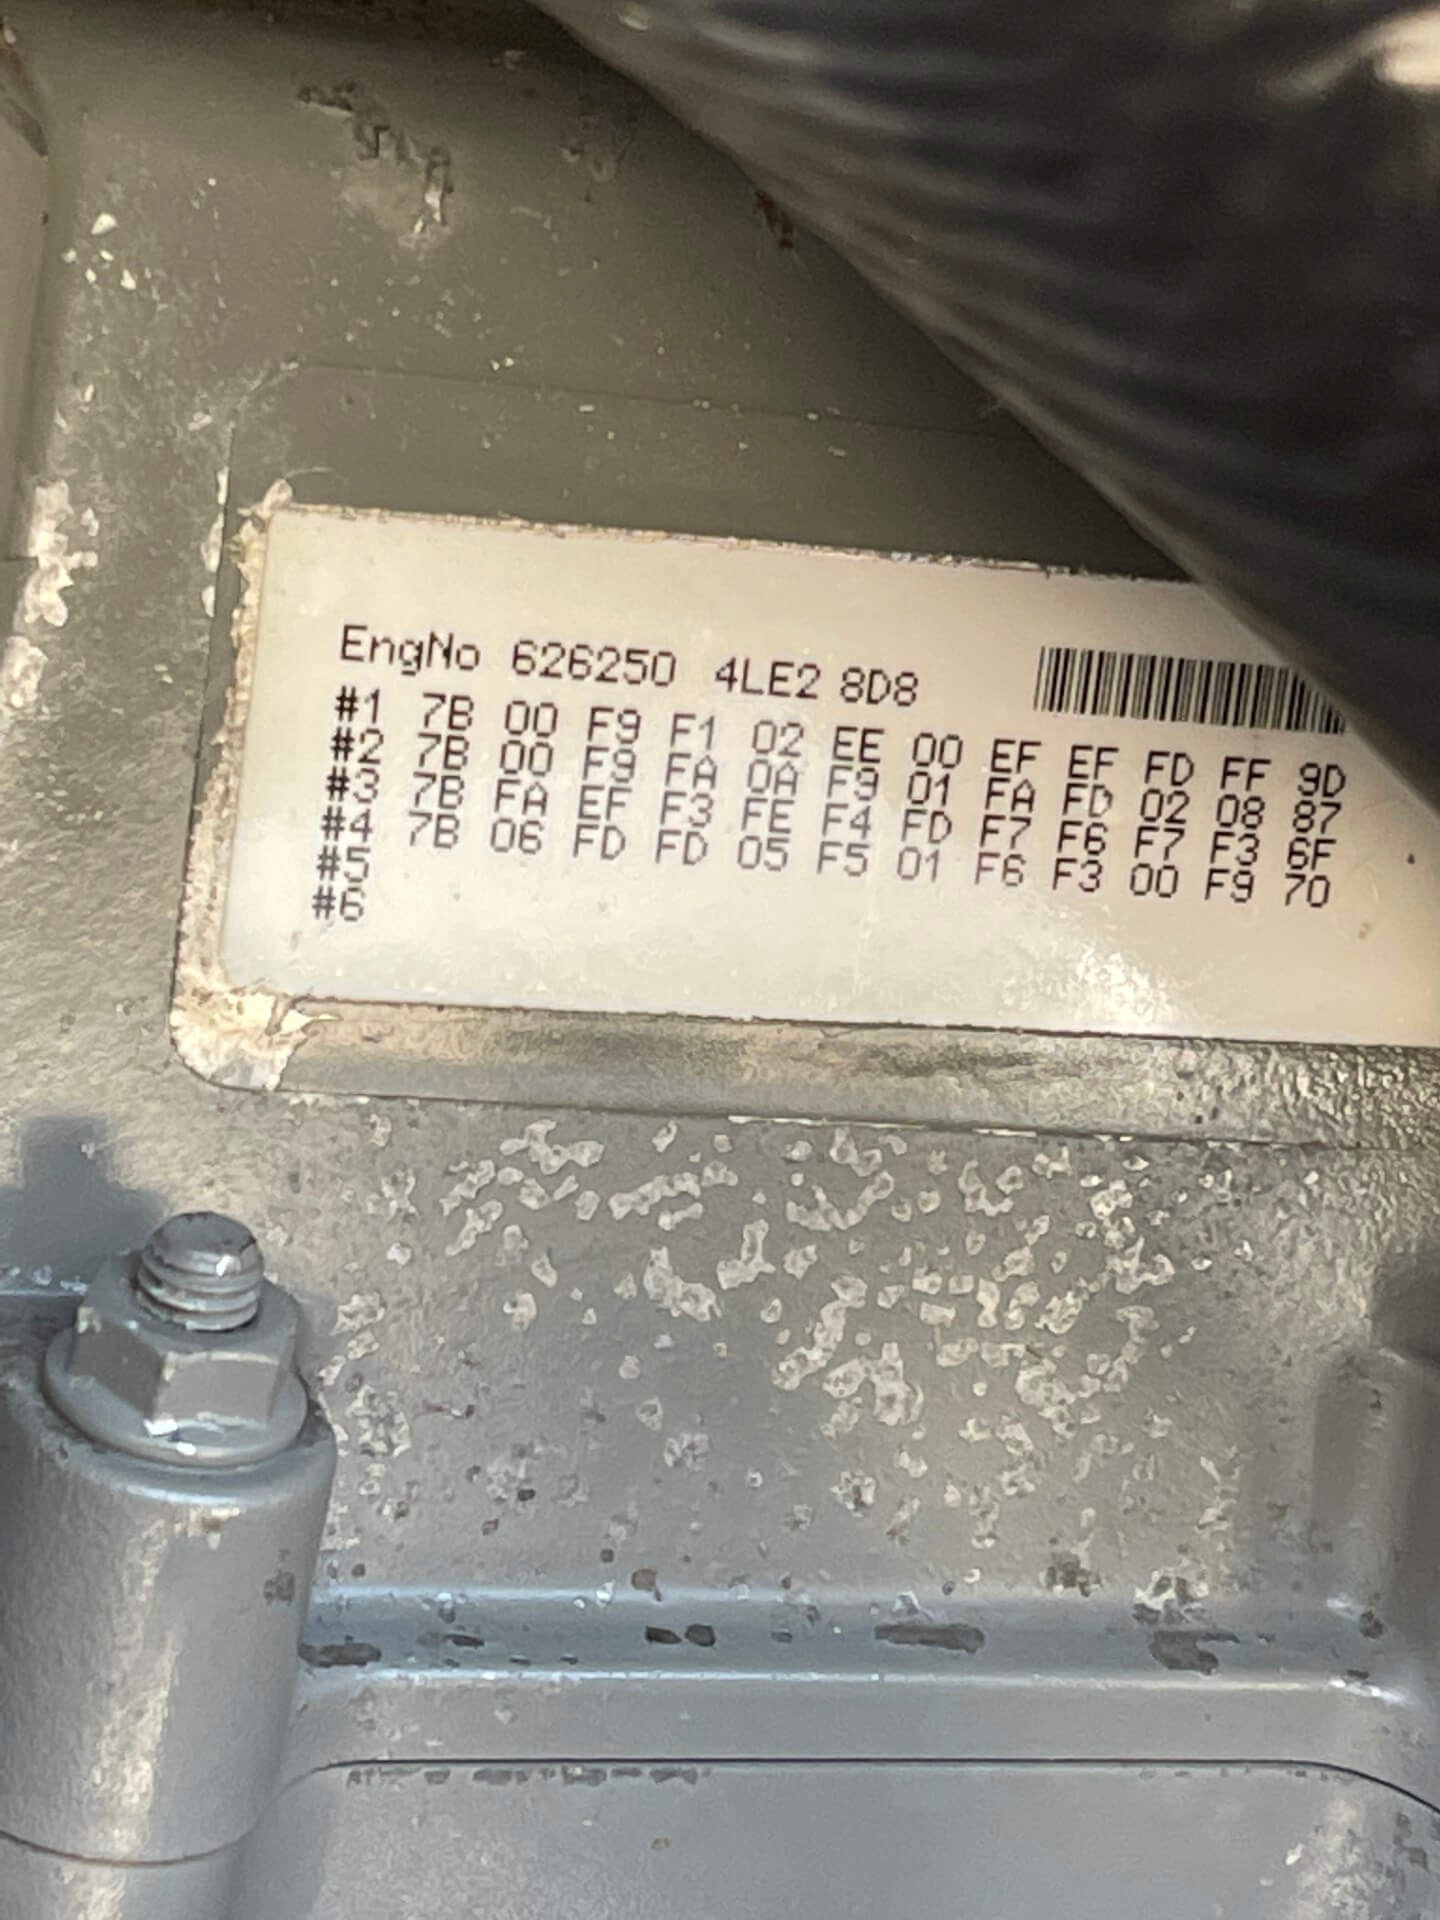 EngNo 626250 4LE2 8D8
#1 7B 00 F9 F1 02 EE 00 EF EF FD FF 9D
#2 7B 00 F9 FA 0A F9 01 FA FD 02 08 87
#3 7B FA EF F3 FE F4 FD F7 F6 F7 F3 6F
#4 7B 06 FD FD 05 F5 01 F6 F3 00 F9 70
#5
#6